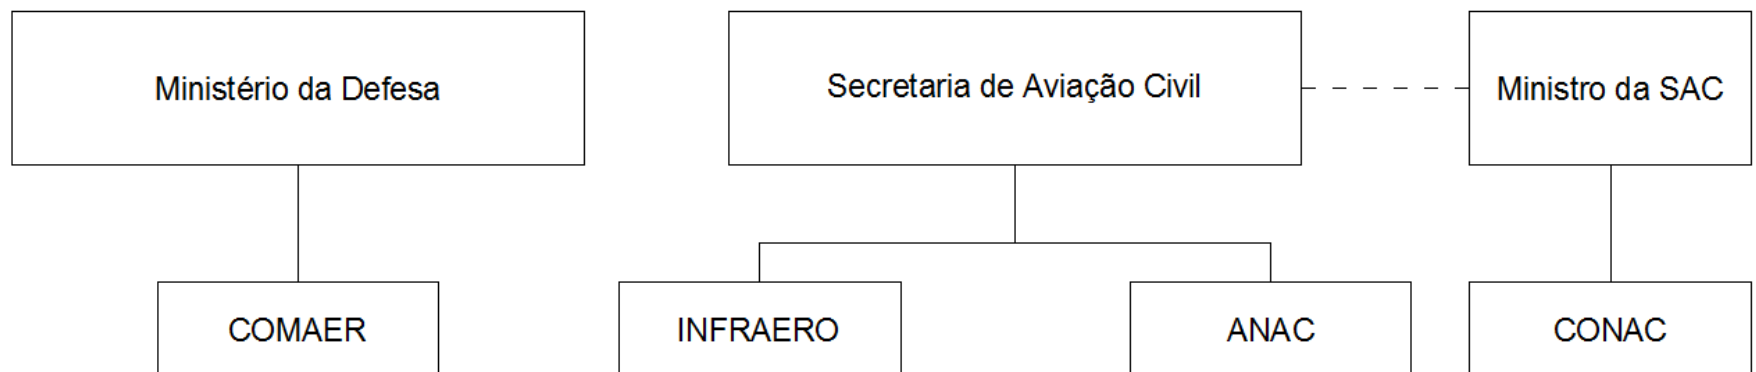 Ministério da Defesa
Secretaria de Aviação Civil
Ministro da SAC
COMAER
INFRAERO
ANAC
CONAC